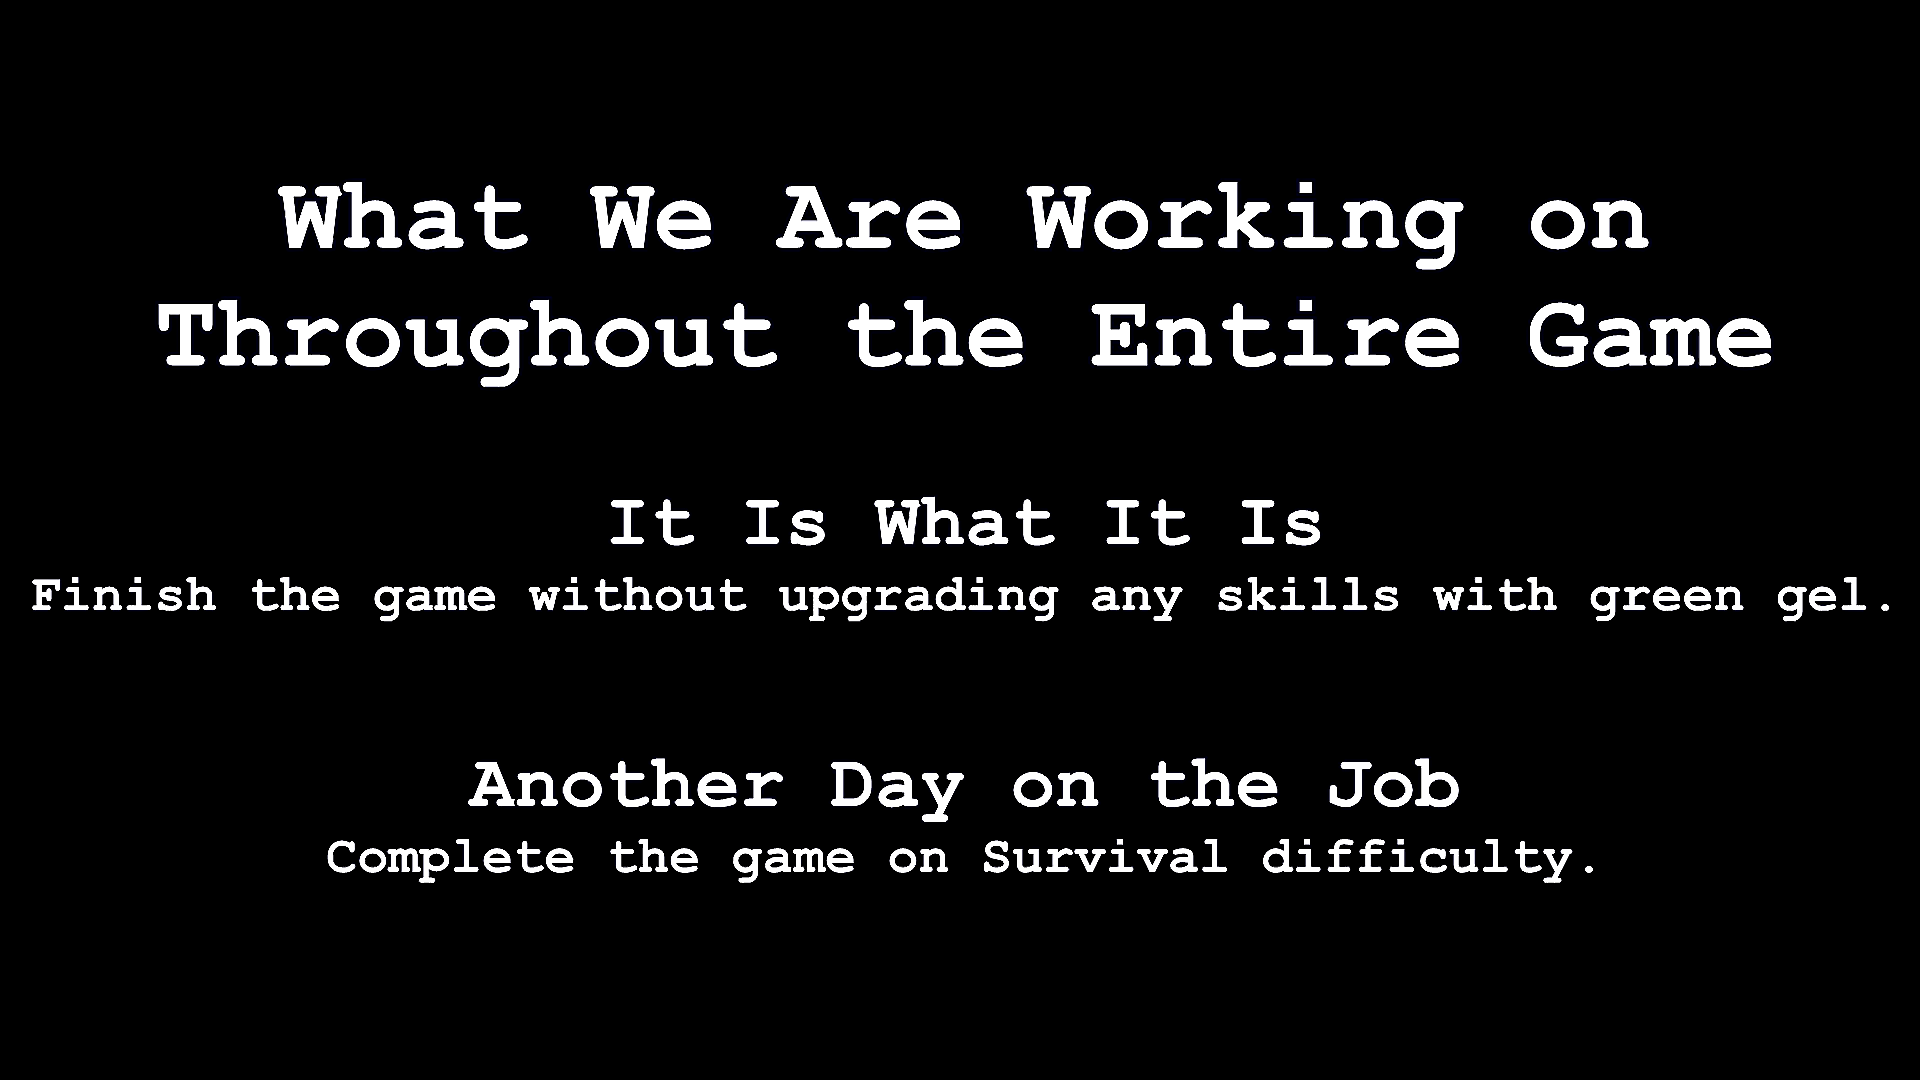 What We Are Working on
Throughout the Entire Game
It Is What It Is
Finish the game without upgrading any skills with green gel.
Another Day on the Job
Complete the game on Survival difficulty.